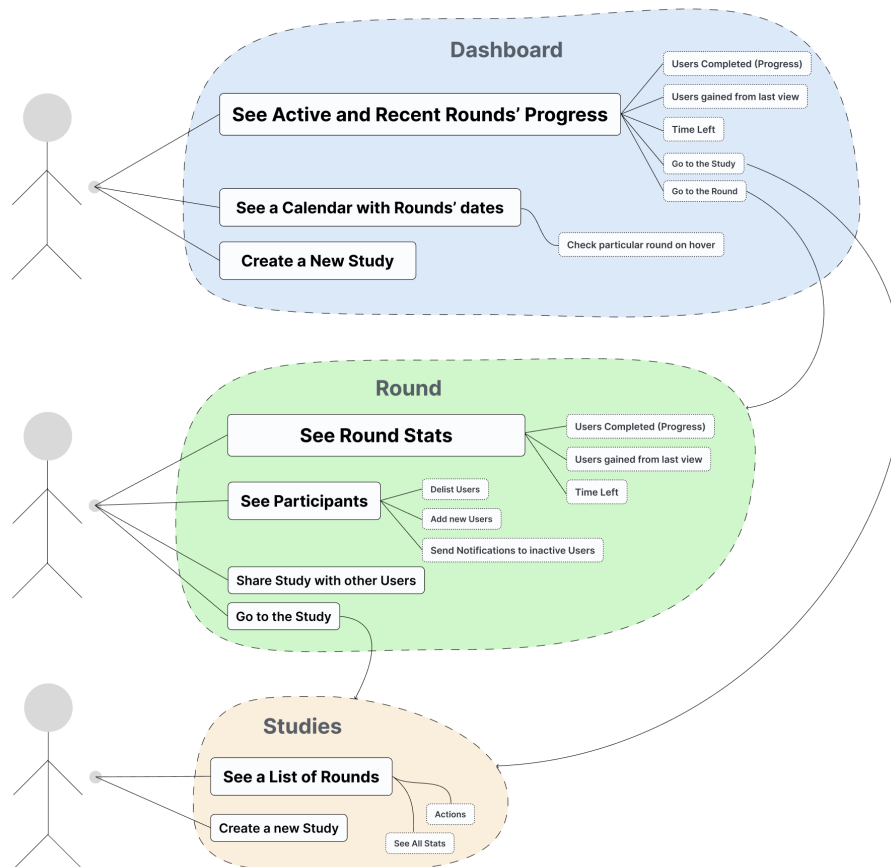 Dashboard
Users Completed (Progress)
Users gained from last view
See Active and Recent Rounds’ Progress
Time Left
Go to the Study
Go to the Round
See a Calendar with Rounds’ dates
Check particular round on hover
Create a New Study
Round
See Round Stats
Users Completed (Progress)
Users gained from last view
Time Left
See Participants
Delist Users
Add new Users
Send Notifications to inactive Users
Share Study with other Users
Go to the Study
Studies
See a List of Rounds
Actions
Create a new Study
See All Stats